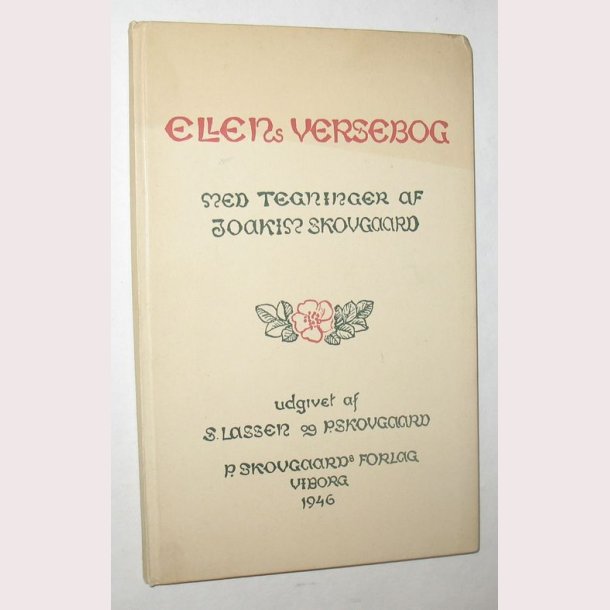 ELLENs VERSEBOG
MED TEGNINGER AF
JOAKIM SKOVGAARD
udgivet af
S. LASSEN og P. SKOVGAARD
P. SKOVGAARDs FORLAG
VIBORG
1946